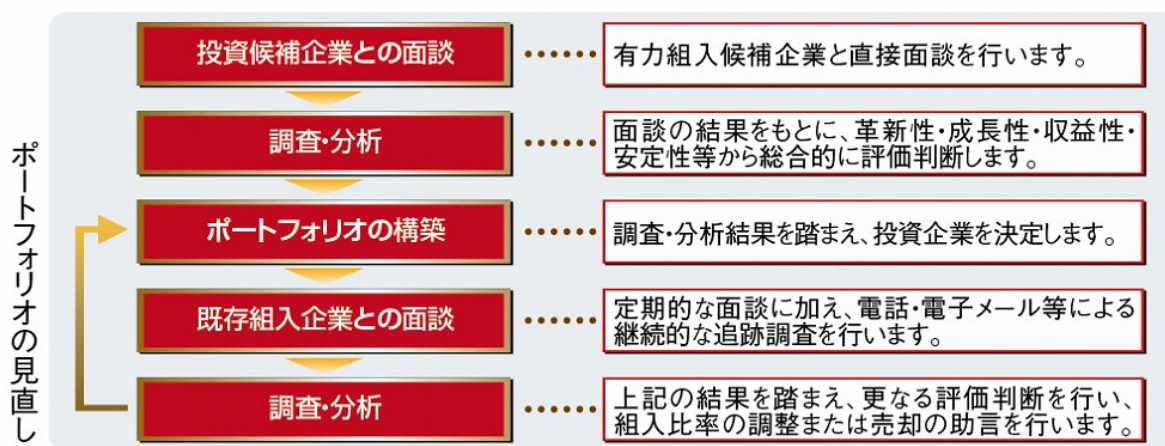 投資候補企業との面談
有力組入候補企業と直接面談を行います。
調査・分析
面談の結果をもとに、革新性・成長性・収益性・
安定性等から総合的に評価判断します。
ポートフォリオの構築
調査・分析結果を踏まえ、投資企業を決定します。
既存組入企業との面談
定期的な面談に加え、電話・電子メール等による
継続的な追跡調査を行います。
調査・分析
上記の結果を踏まえ、更なる評価判断を行い、
組入比率の調整または売却の助言を行います。
ポートフォリオの見直し